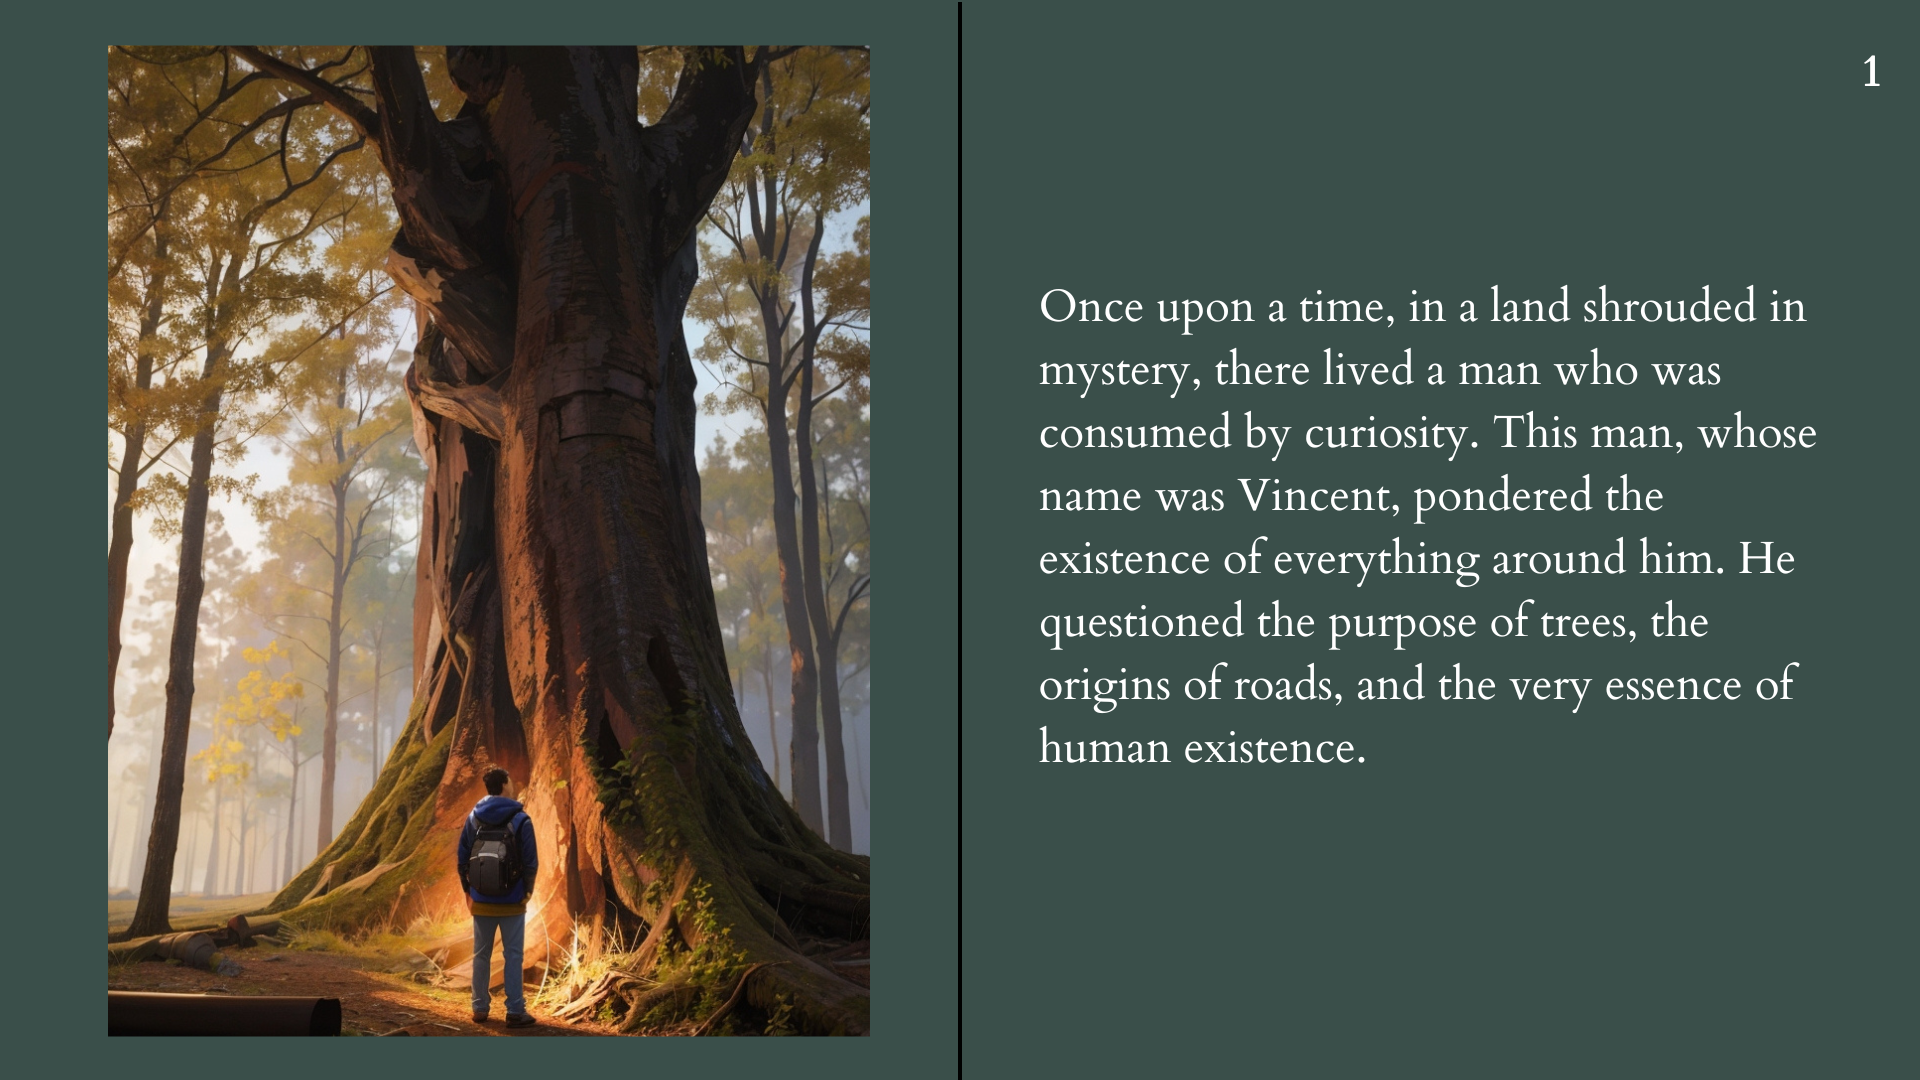 1
Once upon a time, in a land shrouded in
mystery, there lived a man who was
consumed by curiosity. This man, whose
name was Vincent, pondered the
existence of everything around him. He
questioned the purpose of trees, the
origins of roads, and the very essence of
human existence.